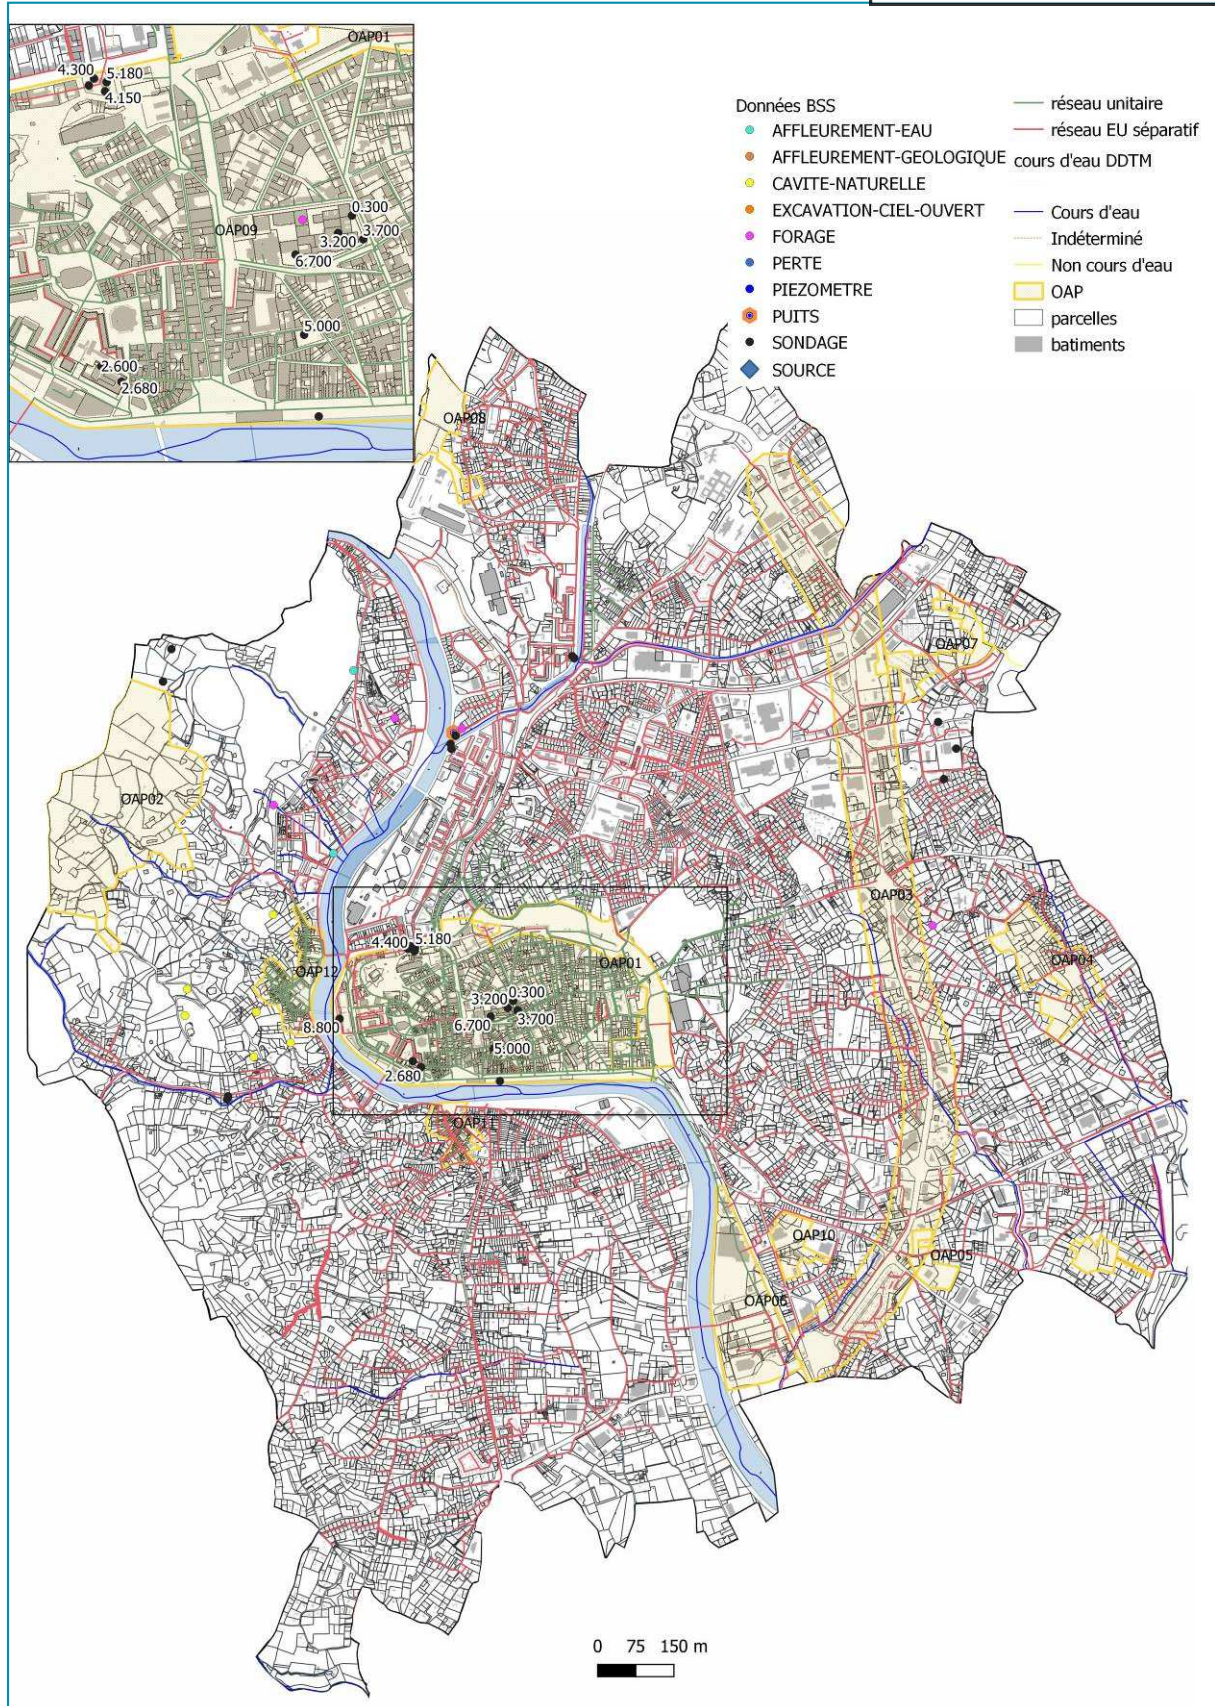 OAP01
4.300
5.180
4.150
0.300
OAP09
3.200
3.700
6.700
5.000
2.600
2.680
Données BSS
AFFLEUREMENT-EAU
AFFLEUREMENT-GEOLOGIQUE
CAVITE-NATURELLE
EXCAVATION-CIEL-OUVERT
FORAGE
PERTE
PIEZOMETRE
PUITS
SONDAGE
SOURCE
réseau unitaire
réseau EU séparatif
cours d'eau DDTM
Cours d'eau
Indéterminé
Non cours d'eau
OAP
parcelles
batiments
OAP08
OAP07
OAP02
OAP03
4.400
5.180
OAP01
OAP04
OAP12
3.200
0.300
8.800
6.700
3.700
5.000
2.680
OAP11
OAP10
OAP05
OAP06
0 75 150 m